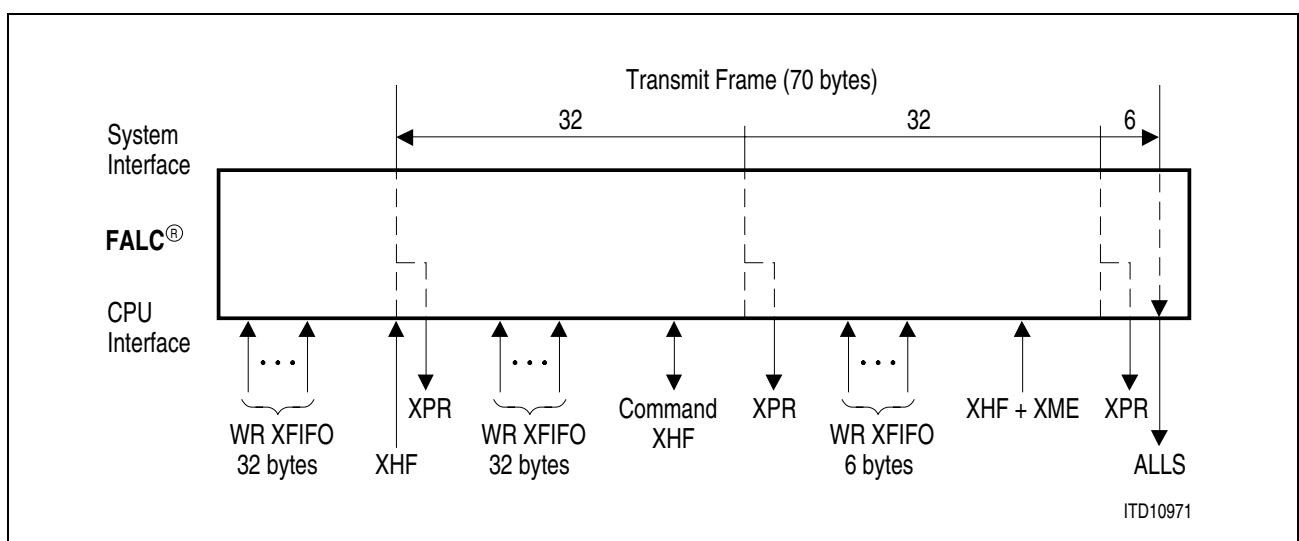 Transmit Frame (70 bytes)
32 32 6
System
Interface
FALC®
CPU
Interface
XPR Command XHF XPR XHF + XME XPR
WR XFIFO
32 bytes
XHF
WR XFIFO
32 bytes
WR XFIFO
6 bytes
ALLS
ITD10971